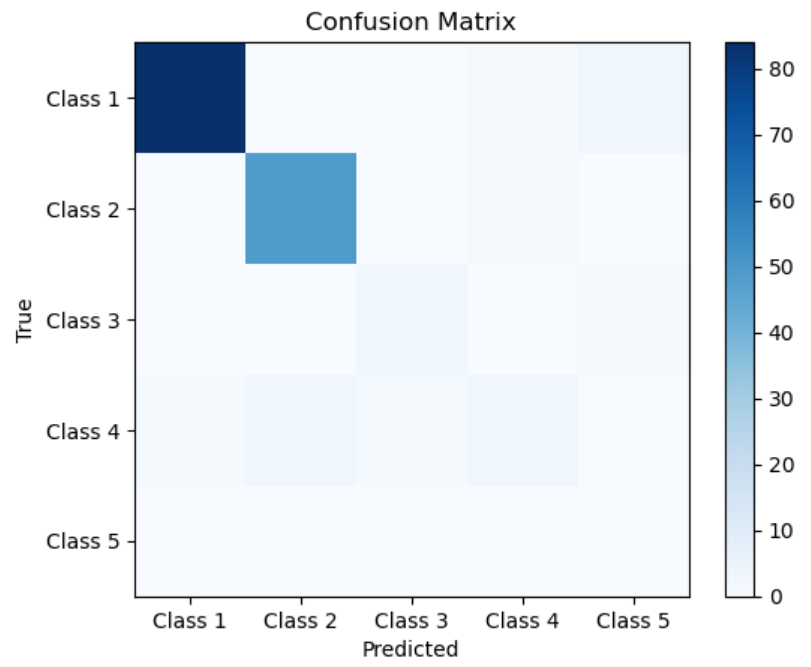 Confusion Matrix
Class 1
Class 2
Class 3
Class 4
Class 5
True
Class 1 Class 2 Class 3 Class 4 Class 5
Predicted
80
70
60
50
40
30
20
10
0